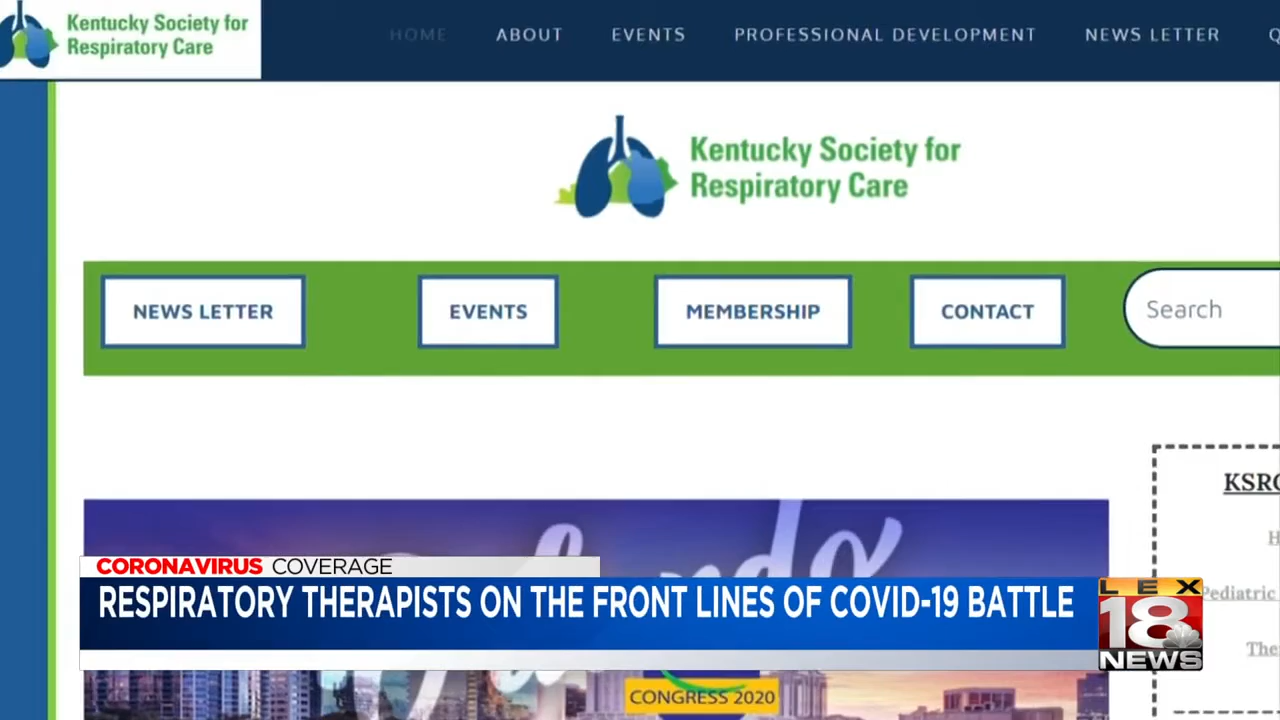 Kentucky Society for
Respiratory Care
HOME
ABOUT
EVENTS
PROFESSIONAL DEVELOPMENT
NEWS LETTER
Kentucky Society for
Respiratory Care
NEWS LETTER
EVENTS
MEMBERSHIP
CONTACT
Search
KSRC
Pediatric
CORONAVIRUS COVERAGE
RESPIRATORY THERAPISTS ON THE FRONT LINES OF COVID-19 BATTLE
LEX
18
NEWS
CONGRESS 2020